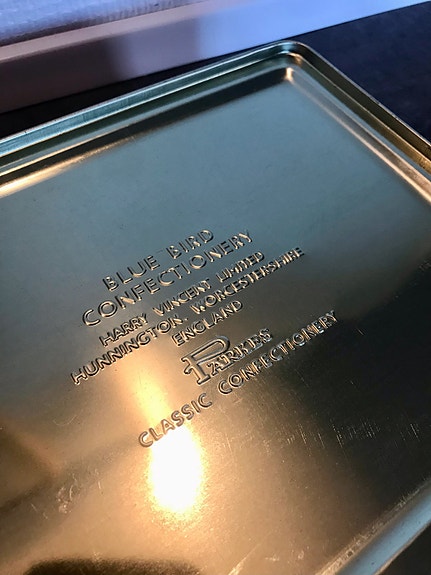 BLUE BIRD
CONFECTIONERY
HARRY VINCENT LIMITED
HUNNINGTON, WORCESTERSHIRE
ENGLAND
PARKES
CLASSIC CONFECTIONERY